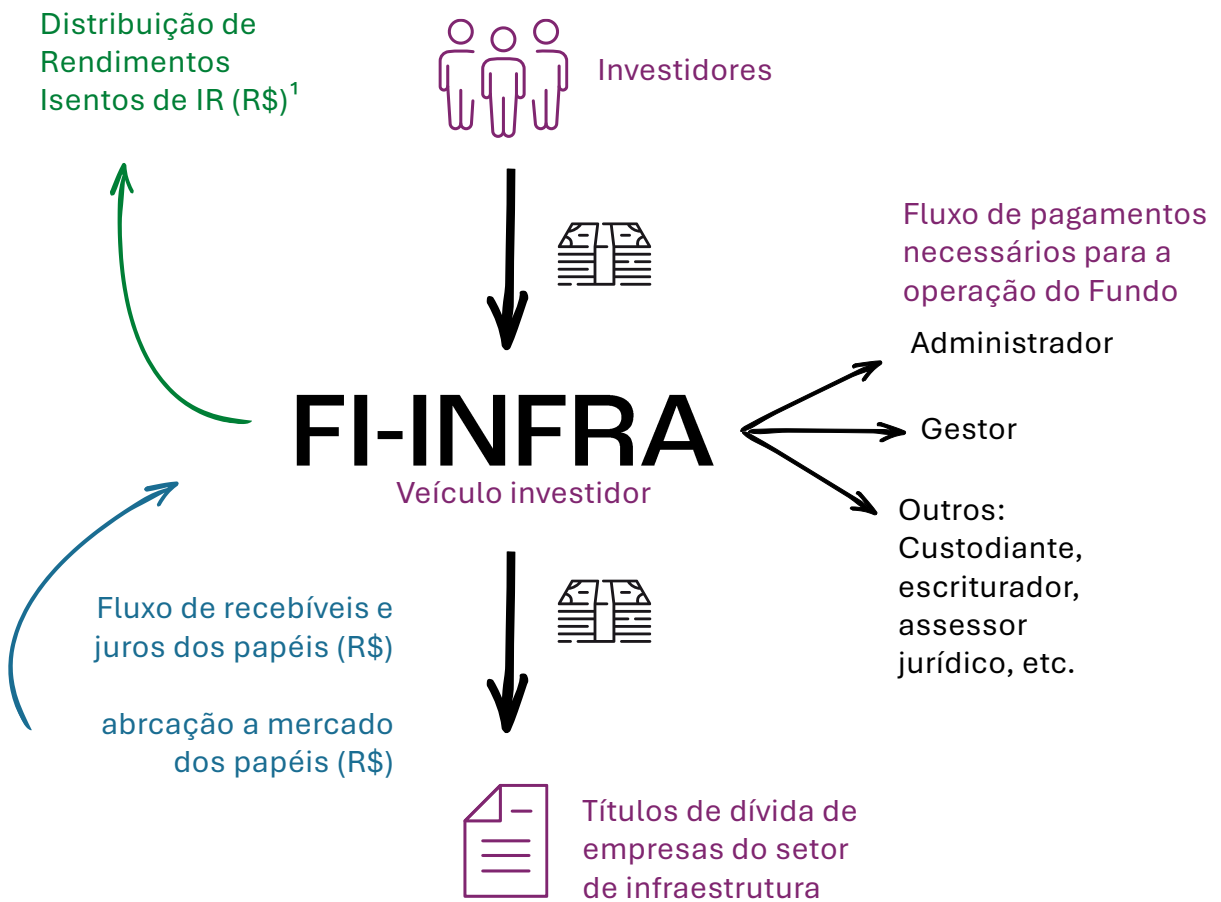 Distribuição de
Rendimentos
Isentos de IR (R$)¹
Investidores
Fluxo de pagamentos
necessários para a
operação do Fundo
Administrador
Gestor
Outros:
Custodiante,
escriturador,
assessor
jurídico, etc.
FI-INFRA
Veículo investidor
Fluxo de recebíveis e
juros dos papéis (R$)
abrcação a mercado
dos papéis (R$)
Títulos de dívida de
empresas do setor
de infraestrutura